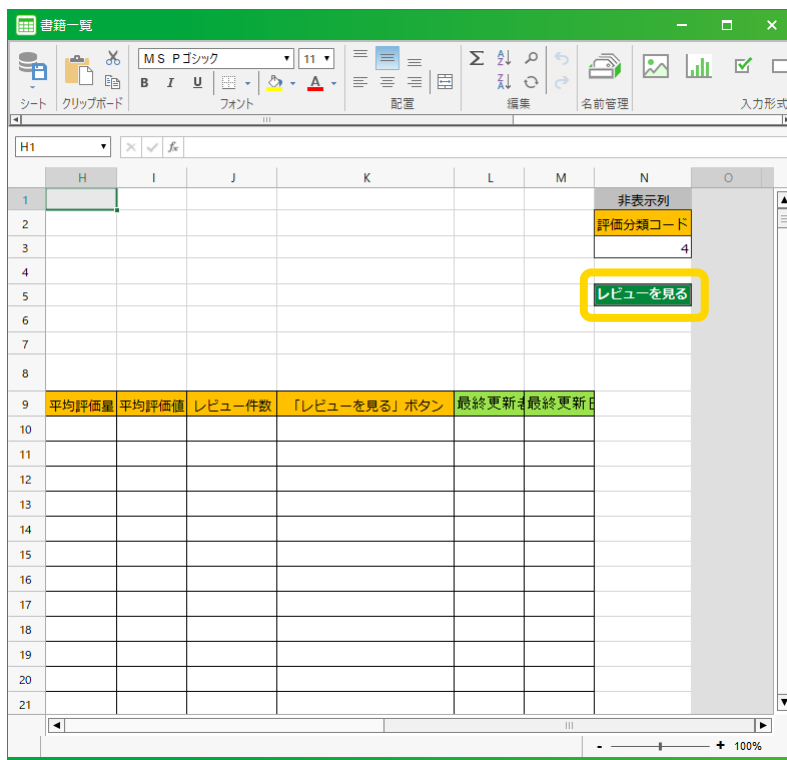 書籍一覧
MS Pゴシック 11
B I U A Σ
シート クリップボード フォント 配置 編集 名前管理 入力形式
H1 fx
H I J K L M N O
1 非表示列
2 評価分類コード
3 4
4
5 レビューを見る
6
7
8
9 平均評価星 平均評価値 レビュー件数 「レビューを見る」ボタン 最終更新者 最終更新日
10
11
12
13
14
15
16
17
18
19
20
21
- + 100%